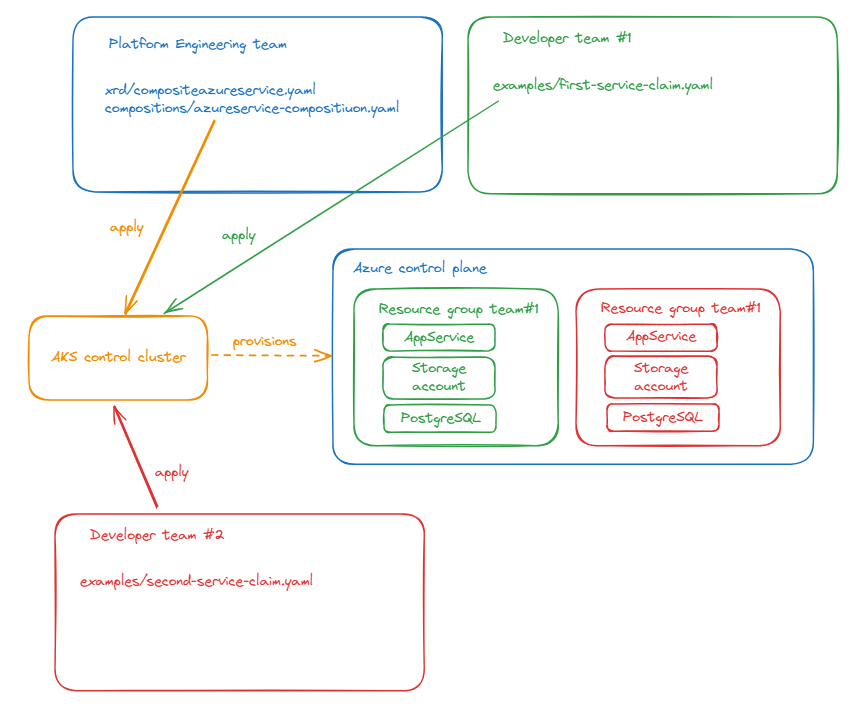 Platform Engineering team
xrd/compositeazureservice.yaml
compositions/azureservice-compositiuon.yaml
Developer team #1
examples/first-service-claim.yaml
apply
apply
Azure control plane
Resource group team#1
AppService
Storage
account
PostgreSQL
Resource group team#1
AppService
Storage
account
PostgreSQL
AKS control cluster
provisions
apply
Developer team #2
examples/second-service-claim.yaml